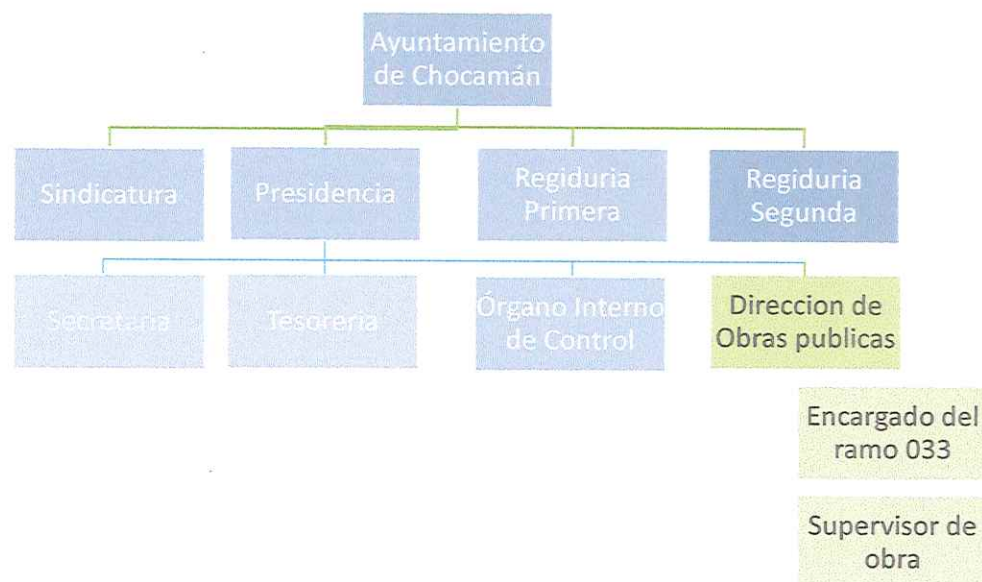 Ayuntamiento
de Chocamán
Sindicatura
Presidencia
Regiduria
Primera
Regiduria
Segunda
Secretaria
Tesoreria
Órgano Interno
de Control
Direccion de
Obras publicas
Encargado del
ramo 033
Supervisor de
obra